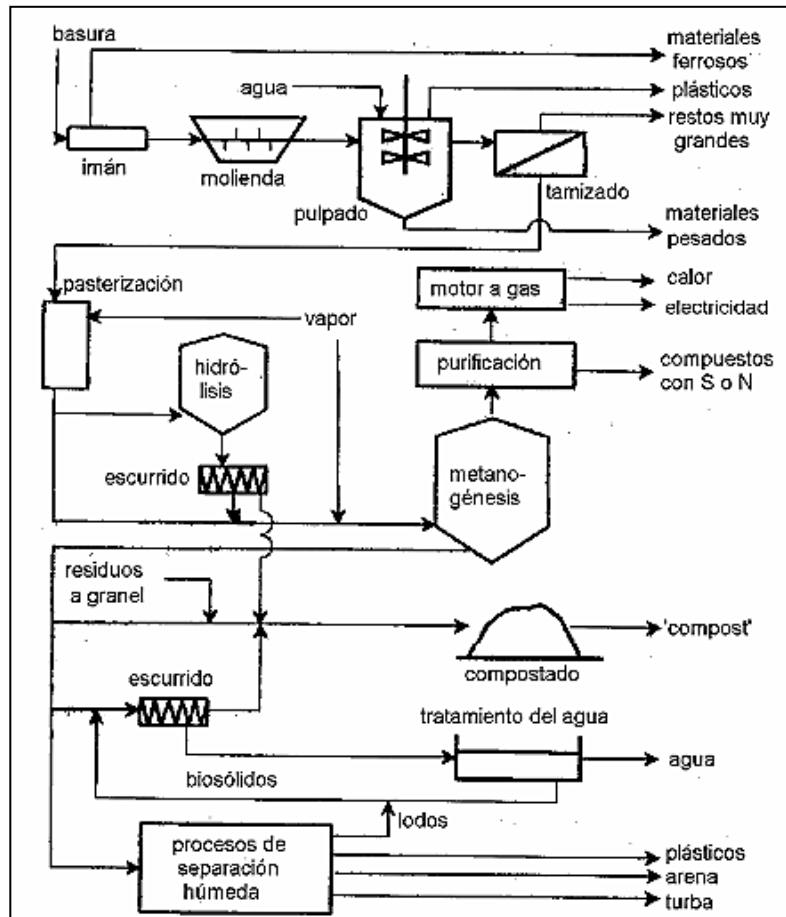 basura
materiales
ferrosos
agua
plásticos
restos muy
grandes
imán
molienda
pulpado
tamizado
materiales
pesados
pasterización
vapor
motor a gas
calor
electricidad
hidró-
lisis
purificación
compuestos
con S o N
escurrido
metano-
génesis
residuos
a granel
'compost'
compostado
escurrido
tratamiento del agua
agua
biosólidos
lodos
procesos de
separación
húmeda
plásticos
arena
turba